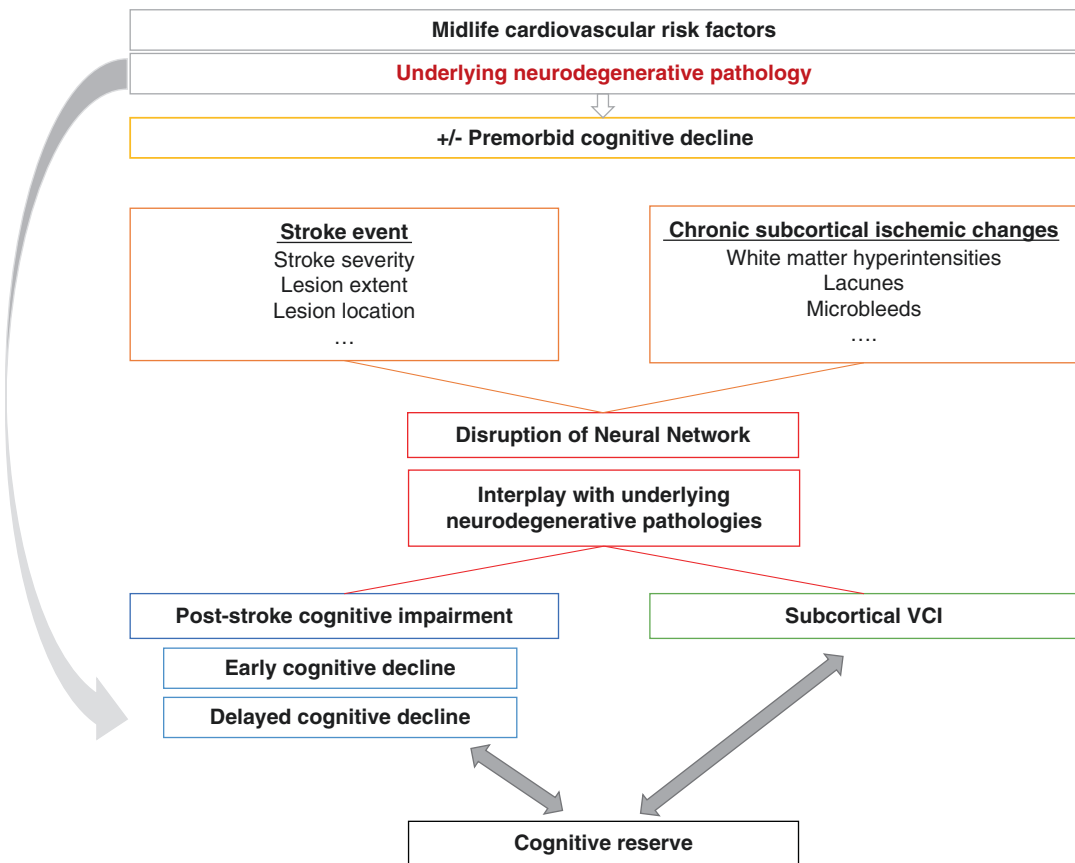 Midlife cardiovascular risk factors
Underlying neurodegenerative pathology
+/- Premorbid cognitive decline
Stroke event
Stroke severity
Lesion extent
Lesion location
…
Chronic subcortical ischemic changes
White matter hyperintensities
Lacunes
Microbleeds
….
Disruption of Neural Network
Interplay with underlying
neurodegenerative pathologies
Post-stroke cognitive impairment
Early cognitive decline
Delayed cognitive decline
Subcortical VCI
Cognitive reserve